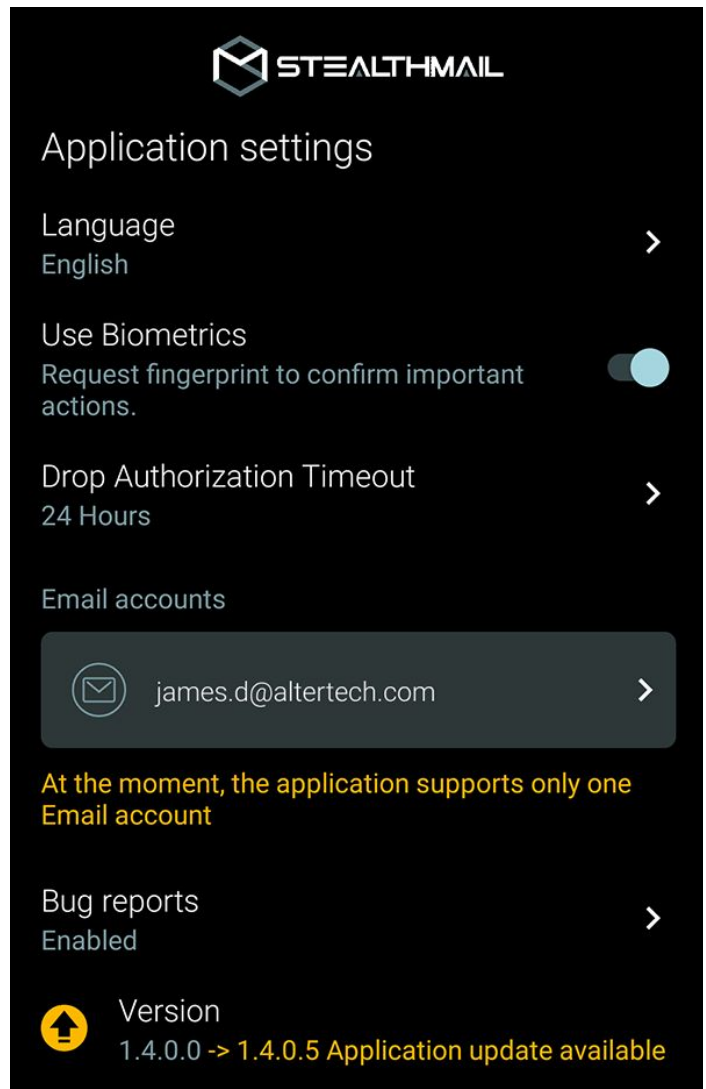 STEALTHMAIL
Application settings
Language
English
Use Biometrics
Request fingerprint to confirm important
actions.
Drop Authorization Timeout
24 Hours
Email accounts
james.d@altertech.com
At the moment, the application supports only one
Email account
Bug reports
Enabled
Version
1.4.0.0 -> 1.4.0.5 Application update available